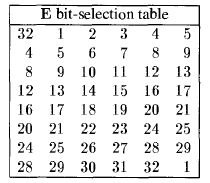 E bit-selection table
32 1 2 3 4 5
4 5 6 7 8 9
8 9 10 11 12 13
12 13 14 15 16 17
16 17 18 19 20 21
20 21 22 23 24 25
24 25 26 27 28 29
28 29 30 31 32 1